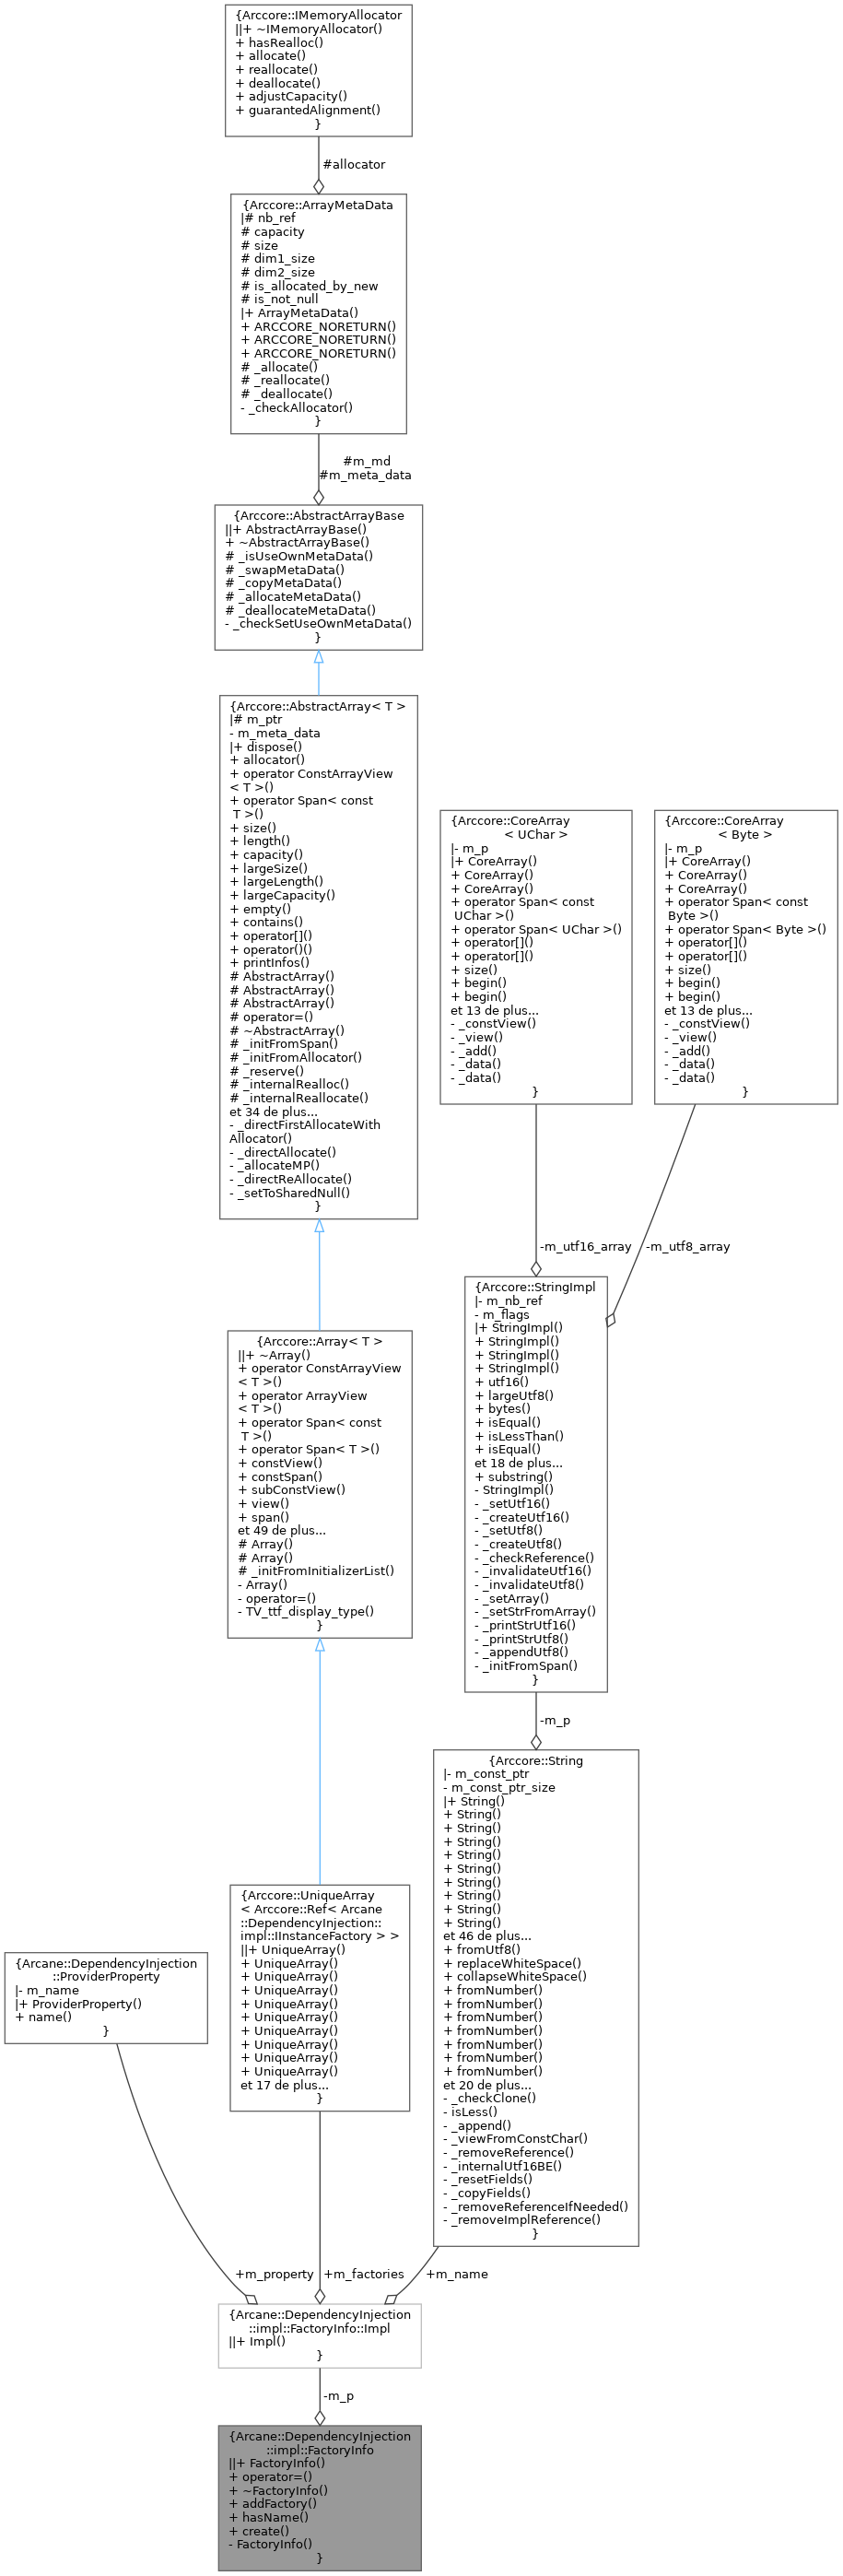 {Arccore::IMemoryAllocator
||+ ~IMemoryAllocator()
+ hasRealloc()
+ allocate()
+ reallocate()
+ deallocate()
+ adjustCapacity()
+ guarantedAlignment()
}
#allocator
{Arccore::ArrayMetaData
|# nb_ref
# capacity
# size
# dim1_size
# dim2_size
# is_allocated_by_new
# is_not_null
|+ ArrayMetaData()
+ ARCCORE_NORETURN()
+ ARCCORE_NORETURN()
+ ARCCORE_NORETURN()
# _allocate()
# _reallocate()
# _deallocate()
- _checkAllocator()
}
#m_md
#m_meta_data
{Arccore::AbstractArrayBase
||+ AbstractArrayBase()
+ ~AbstractArrayBase()
# _isUseOwnMetaData()
# _swapMetaData()
# _copyMetaData()
# _allocateMetaData()
# _deallocateMetaData()
- _checkSetUseOwnMetaData()
}
{Arccore::AbstractArray< T >
|# m_ptr
- m_meta_data
|+ dispose()
+ allocator()
+ operator ConstArrayView
< T >()
+ operator Span< const
T >()
+ size()
+ length()
+ capacity()
+ largeSize()
+ largeLength()
+ largeCapacity()
+ empty()
+ contains()
+ operator[]()
+ operator()()
+ printInfos()
# AbstractArray()
# AbstractArray()
# AbstractArray()
# operator=()
# ~AbstractArray()
# _initFromSpan()
# _initFromAllocator()
# _reserve()
# _internalRealloc()
# _internalReallocate()
et 34 de plus...
- _directFirstAllocateWith
Allocator()
- _directAllocate()
- _allocateMP()
- _directReAllocate()
- _setToSharedNull()
}
{Arccore::CoreArray
< UChar >
|- m_p
|+ CoreArray()
+ CoreArray()
+ CoreArray()
+ operator Span< const
UChar >()
+ operator Span< UChar >()
+ operator[]()
+ operator[]()
+ size()
+ begin()
+ begin()
et 13 de plus...
- _constView()
- _view()
- _add()
- _data()
- _data()
}
{Arccore::CoreArray
< Byte >
|- m_p
|+ CoreArray()
+ CoreArray()
+ CoreArray()
+ operator Span< const
Byte >()
+ operator Span< Byte >()
+ operator[]()
+ operator[]()
+ size()
+ begin()
+ begin()
et 13 de plus...
- _constView()
- _view()
- _add()
- _data()
- _data()
}
-m_utf16_array
-m_utf8_array
{Arccore::StringImpl
|- m_nb_ref
- m_flags
|+ StringImpl()
+ StringImpl()
+ StringImpl()
+ StringImpl()
+ utf16()
+ largeUtf8()
+ bytes()
+ isEqual()
+ isLessThan()
+ isEqual()
et 18 de plus...
+ substring()
- StringImpl()
- _setUtf16()
- _createUtf16()
- _setUtf8()
- _createUtf8()
- _checkReference()
- _invalidateUtf16()
- _invalidateUtf8()
- _setArray()
- _setStrFromArray()
- _printStrUtf16()
- _printStrUtf8()
- _appendUtf8()
- _initFromSpan()
}
{Arccore::Array< T >
||+ ~Array()
+ operator ConstArrayView
< T >()
+ operator ArrayView
< T >()
+ operator Span< const
T >()
+ operator Span< T >()
+ constView()
+ constSpan()
+ subConstView()
+ view()
+ span()
et 49 de plus...
# Array()
# Array()
# _initFromInitializerList()
- Array()
- operator=()
- TV_ttf_display_type()
}
-m_p
{Arccore::String
|- m_const_ptr
- m_const_ptr_size
|+ String()
+ String()
+ String()
+ String()
+ String()
+ String()
+ String()
+ String()
+ String()
+ String()
et 46 de plus...
+ fromUtf8()
+ replaceWhiteSpace()
+ collapseWhiteSpace()
+ fromNumber()
+ fromNumber()
+ fromNumber()
+ fromNumber()
+ fromNumber()
+ fromNumber()
+ fromNumber()
et 20 de plus...
- _checkClone()
- isLess()
- _append()
- _viewFromConstChar()
- _removeReference()
- _internalUtf16BE()
- _resetFields()
- _copyFields()
- _removeReferenceIfNeeded()
- _removeImplReference()
}
{Arccore::UniqueArray
< Arccore::Ref< Arcane
::DependencyInjection::
impl::IInstanceFactory > >
||+ UniqueArray()
+ UniqueArray()
+ UniqueArray()
+ UniqueArray()
+ UniqueArray()
+ UniqueArray()
+ UniqueArray()
+ UniqueArray()
+ UniqueArray()
+ UniqueArray()
et 17 de plus...
}
{Arcane::DependencyInjection
::ProviderProperty
|- m_name
|+ ProviderProperty()
+ name()
}
+m_property
+m_factories
+m_name
{Arcane::DependencyInjection
::impl::FactoryInfo::Impl
||+ Impl()
}
-m_p
{Arcane::DependencyInjection
::impl::FactoryInfo
||+ FactoryInfo()
+ operator=()
+ ~FactoryInfo()
+ addFactory()
+ hasName()
+ create()
- FactoryInfo()
}